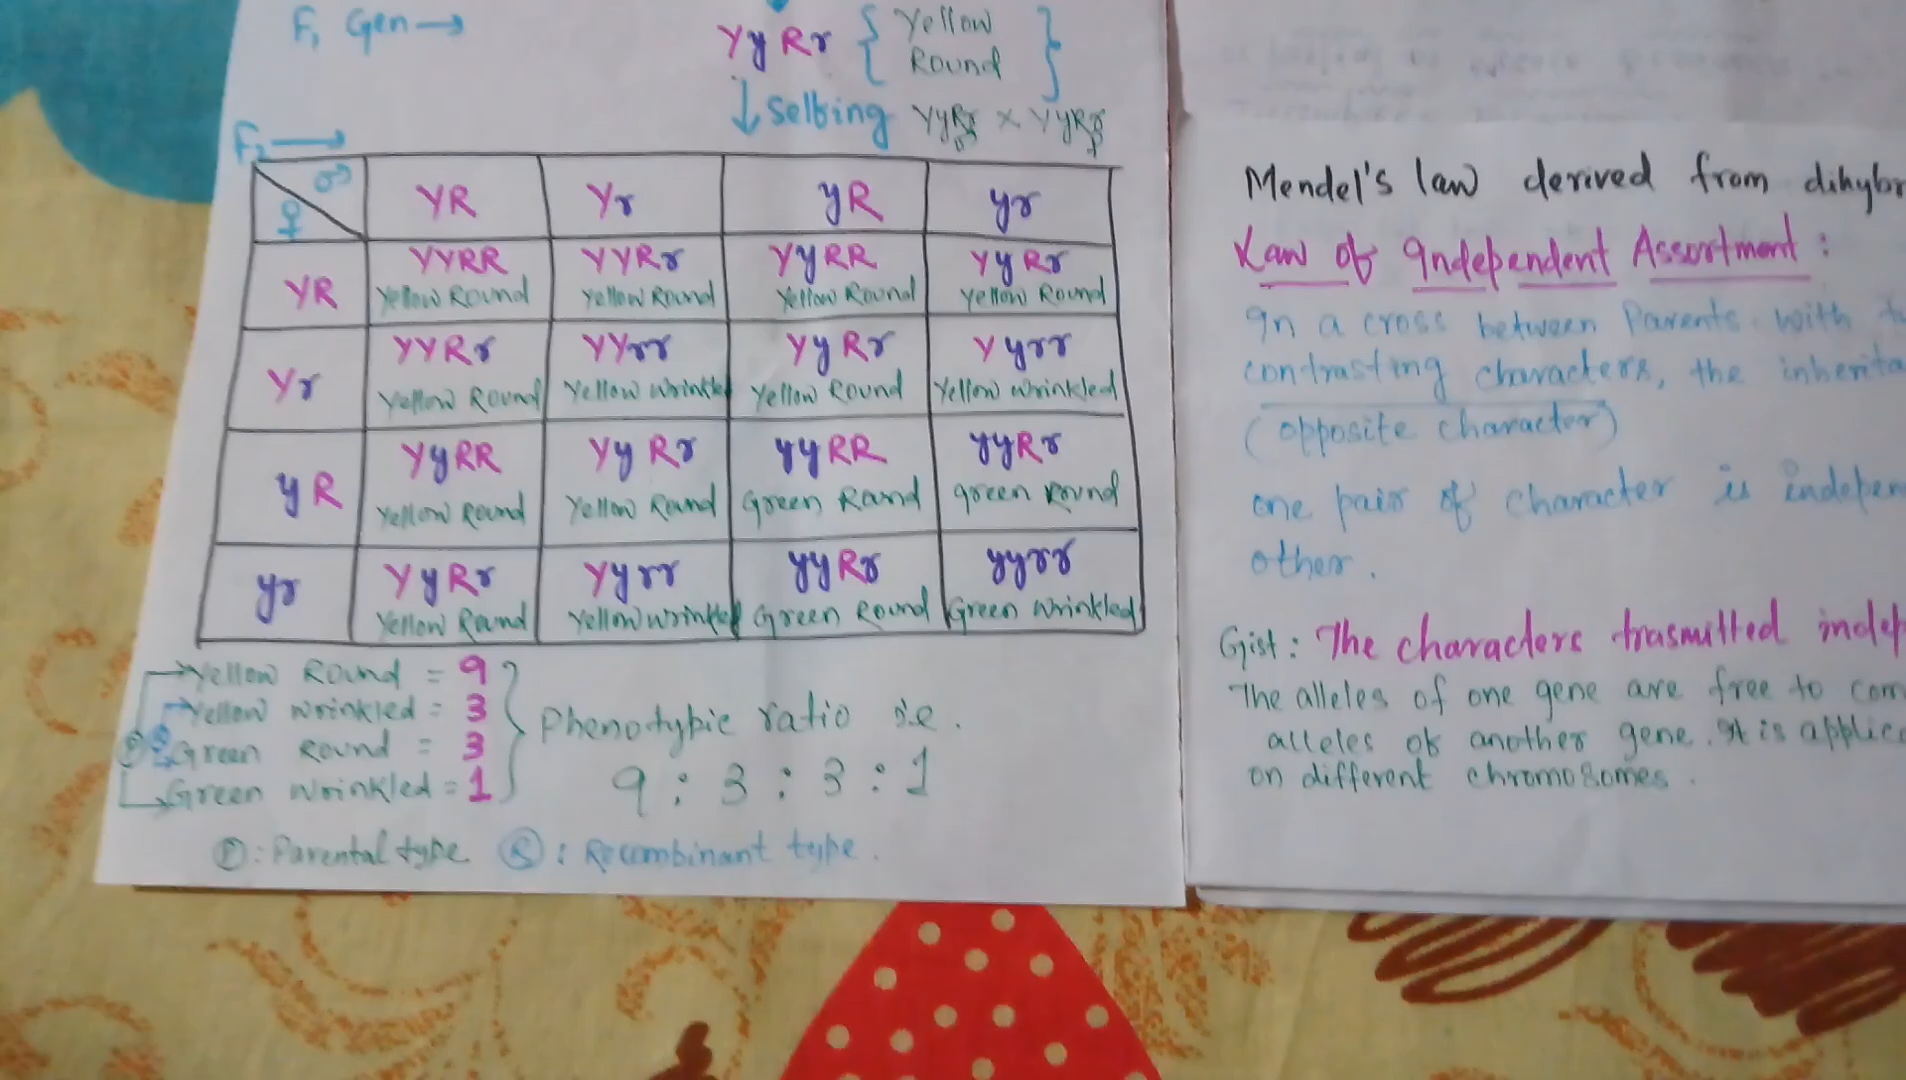 F1 Gen →
YyRr { Yellow Round }
↓ Selfing YyRr ♂ × YyRr ♀
F2 →
♂ ♀ YR Yr yR yr
YR YYRR YYRr YyRR YyRr
Yellow Round Yellow Round Yellow Round Yellow Round
Yr YYRr YYrr YyRr Yyrr
Yellow Round Yellow Wrinkled Yellow Round Yellow Wrinkled
yR YyRR YyRr yyRR yyRr
Yellow Round Yellow Round Green Round green round
yr YyRr Yyrr yyRr yyrr
Yellow Round Yellow wrinkled Green Round Green Wrinkled
Yellow Round = 9
Yellow wrinkled = 3
Green Round = 3
Green Wrinkled = 1
Phenotypic ratio i.e.
9 : 3 : 3 : 1
P : Parental type R : Recombinant type.
Mendel's law derived from
Law of Independent Assortment :
In a cross between Parents with
contrasting characters, the
(opposite character)
one pair of character is
other.
Gist : The characters trasmitted
The alleles of one gene are free to
alleles of another gene. It is
on different chromosomes.